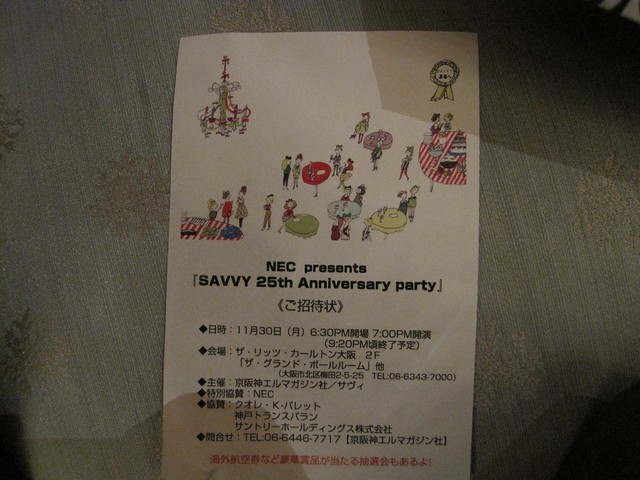 NEC presents
『SAVVY 25th Anniversary party』
《ご招待状》
◆日時：11月30日（月）6:30PM開場 7:00PM開演
（9:20PM頃終了予定）
◆会場：ザ・リッツ・カールトン大阪 2F
「ザ・グランド・ボールルーム」他
（大阪市北区梅田2-5-25 TEL:06-6343-7000）
◆主催：京阪神エルマガジン社／サヴィ
◆特別協賛：NEC
◆協賛：クオレ・K-パレット
神戸トランスバラン
サントリーホールディングス株式会社
◆問合せ：TEL:06-6446-7717【京阪神エルマガジン社】
海外航空券など豪華賞品が当たる抽選会もあるよ!